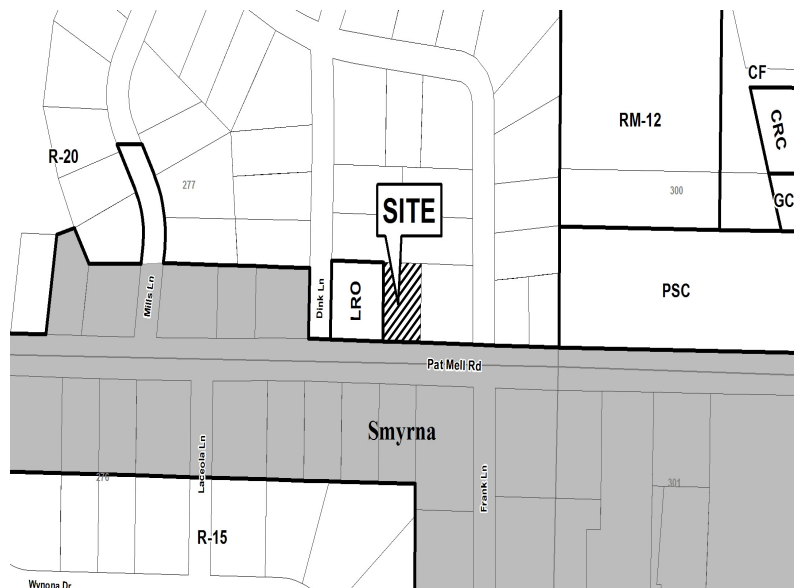 CF
CRC
RM-12
R-20
277
300
GC
SITE
Mills Ln
Dink Ln
LRO
PSC
Pat Mell Rd
Smyrna
Laceola Ln
Frank Ln
276
301
R-15
Wynona Dr